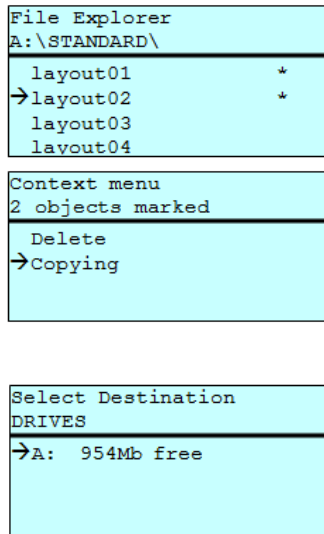 File Explorer
A:\STANDARD\
layout01 *
→layout02 *
layout03
layout04
Context menu
2 objects marked
Delete
→Copying
Select Destination
DRIVES
→A: 954Mb free